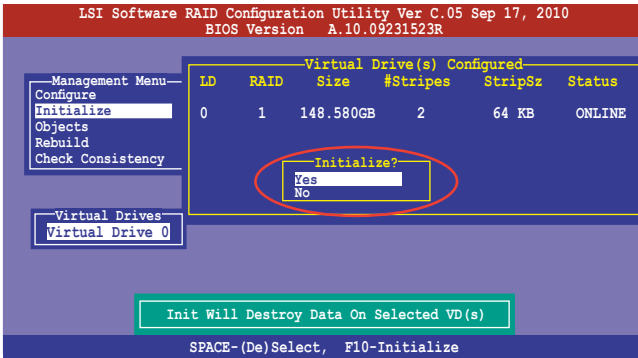 LSI Software RAID Configuration Utility Ver C.05 Sep 17, 2010
BIOS Version A.10.09231523R
Virtual Drive(s) Configured
LD RAID Size #Stripes StripSz Status
0 1 148.580GB 2 64 KB ONLINE
Management Menu
Configure
Initialize
Objects
Rebuild
Check Consistency
Initialize?
Yes
No
Virtual Drives
Virtual Drive 0
Init Will Destroy Data On Selected VD(s)
SPACE-(De)Select, F10-Initialize